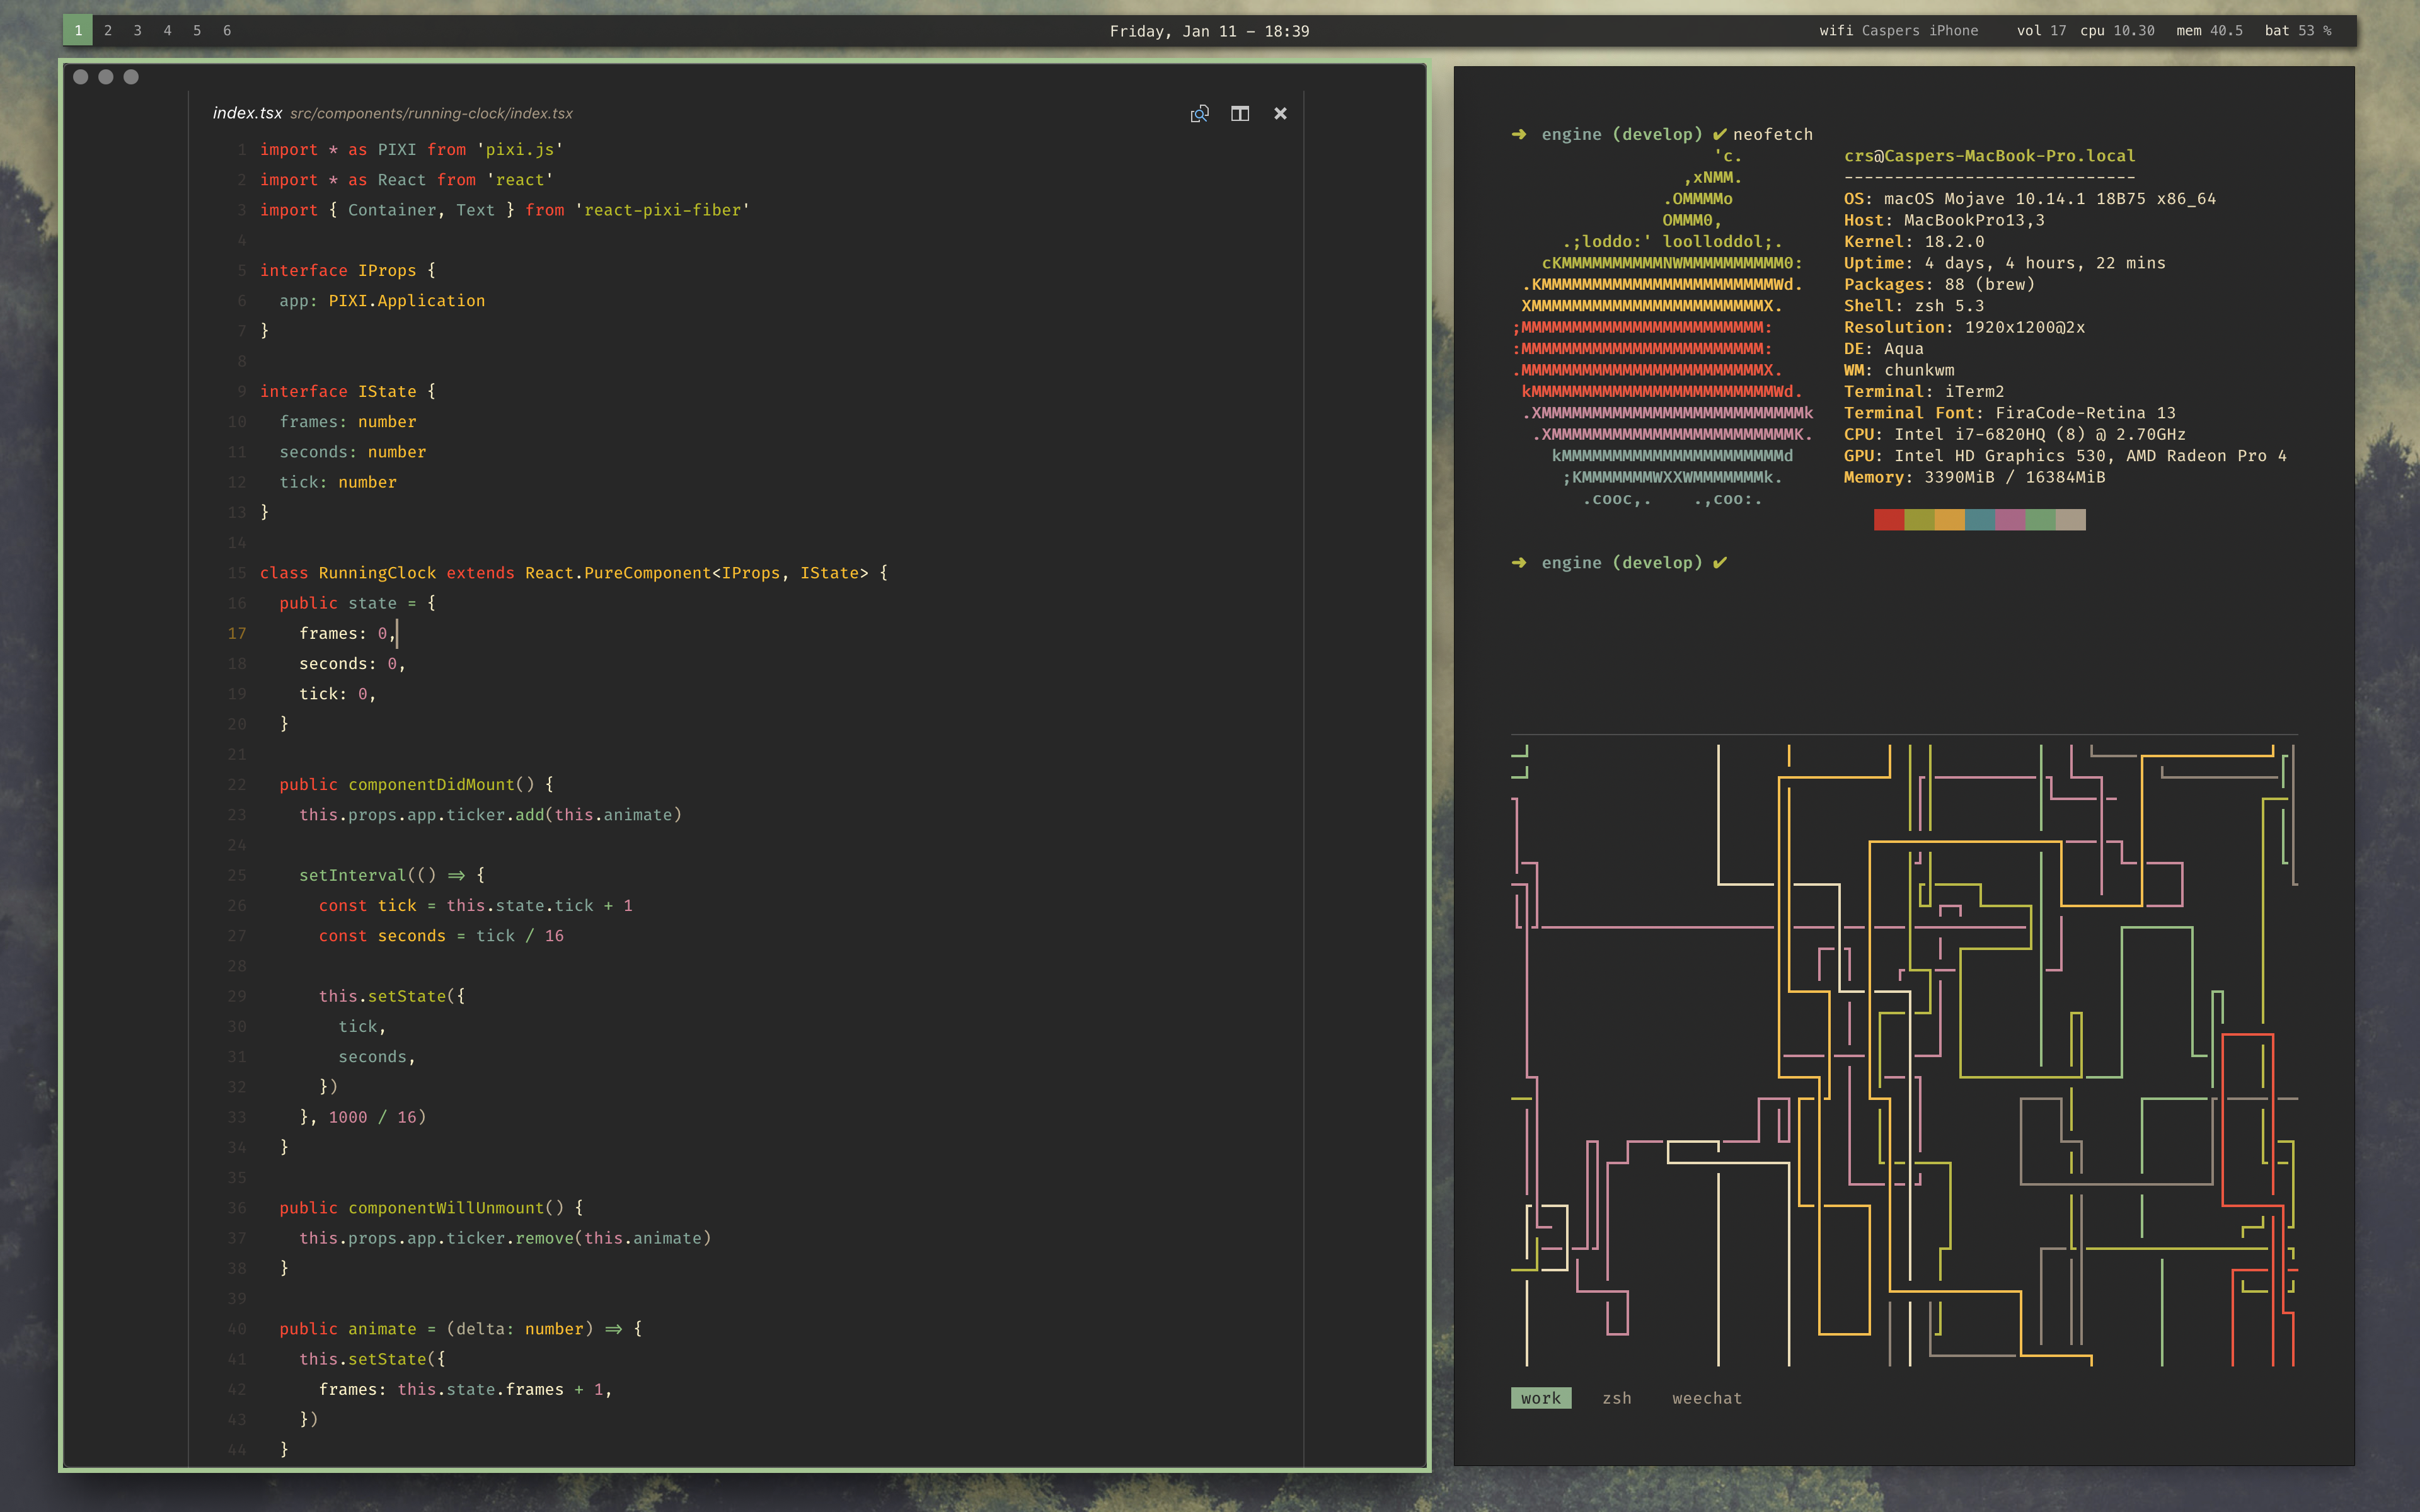 1 2 3 4 5 6
Friday, Jan 11 – 18:39
wifi Caspers iPhone vol 17 cpu 10.30 mem 40.5 bat 53 %
index.tsx src/components/running-clock/index.tsx
1 import * as PIXI from 'pixi.js'
2 import * as React from 'react'
3 import { Container, Text } from 'react-pixi-fiber'
4
5 interface IProps {
6   app: PIXI.Application
7 }
8
9 interface IState {
10   frames: number
11   seconds: number
12   tick: number
13 }
14
15 class RunningClock extends React.PureComponent<IProps, IState> {
16   public state = {
17     frames: 0,
18     seconds: 0,
19     tick: 0,
20   }
21
22   public componentDidMount() {
23     this.props.app.ticker.add(this.animate)
24
25     setInterval(() => {
26       const tick = this.state.tick + 1
27       const seconds = tick / 16
28
29       this.setState({
30         tick,
31         seconds,
32       })
33     }, 1000 / 16)
34   }
35
36   public componentWillUnmount() {
37     this.props.app.ticker.remove(this.animate)
38   }
39
40   public animate = (delta: number) => {
41     this.setState({
42       frames: this.state.frames + 1,
43     })
44   }
➜ engine (develop) ✔ neofetch
'c.
,xNMM.
.OMMMMo
OMMM0,
.;loddo:' loolloddol;.
cKMMMMMMMMMMNWMMMMMMMMMM0:
.KMMMMMMMMMMMMMMMMMMMMMMMWd.
XMMMMMMMMMMMMMMMMMMMMMMMX.
;MMMMMMMMMMMMMMMMMMMMMMMM:
:MMMMMMMMMMMMMMMMMMMMMMMM:
.MMMMMMMMMMMMMMMMMMMMMMMMX.
kMMMMMMMMMMMMMMMMMMMMMMMMWd.
.XMMMMMMMMMMMMMMMMMMMMMMMMMMk
.XMMMMMMMMMMMMMMMMMMMMMMMMK.
kMMMMMMMMMMMMMMMMMMMMMMd
;KMMMMMMMWXXWMMMMMMMk.
.cooc,.    .,coo:.
crs@Caspers-MacBook-Pro.local
-----------------------------
OS: macOS Mojave 10.14.1 18B75 x86_64
Host: MacBookPro13,3
Kernel: 18.2.0
Uptime: 4 days, 4 hours, 22 mins
Packages: 88 (brew)
Shell: zsh 5.3
Resolution: 1920x1200@2x
DE: Aqua
WM: chunkwm
Terminal: iTerm2
Terminal Font: FiraCode-Retina 13
CPU: Intel i7-6820HQ (8) @ 2.70GHz
GPU: Intel HD Graphics 530, AMD Radeon Pro 4
Memory: 3390MiB / 16384MiB
➜ engine (develop) ✔
work zsh weechat